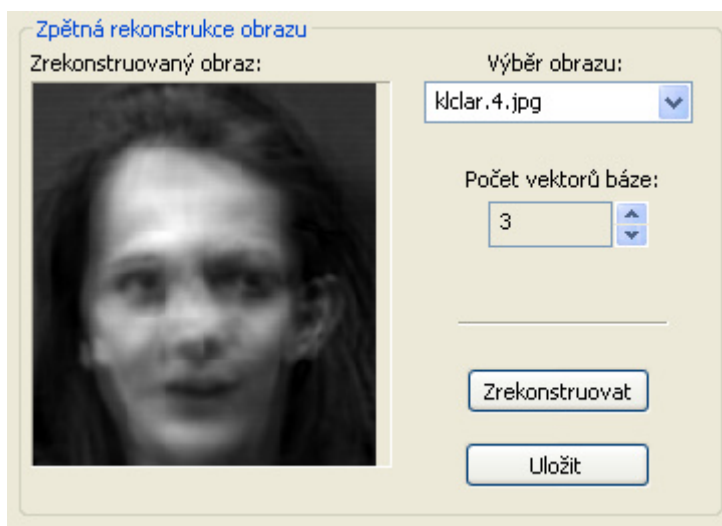 Zpětná rekonstrukce obrazu
Zrekonstruovaný obraz:
Výběr obrazu:
klclar.4.jpg
Počet vektorů báze:
3
Zrekonstruovat
Uložit